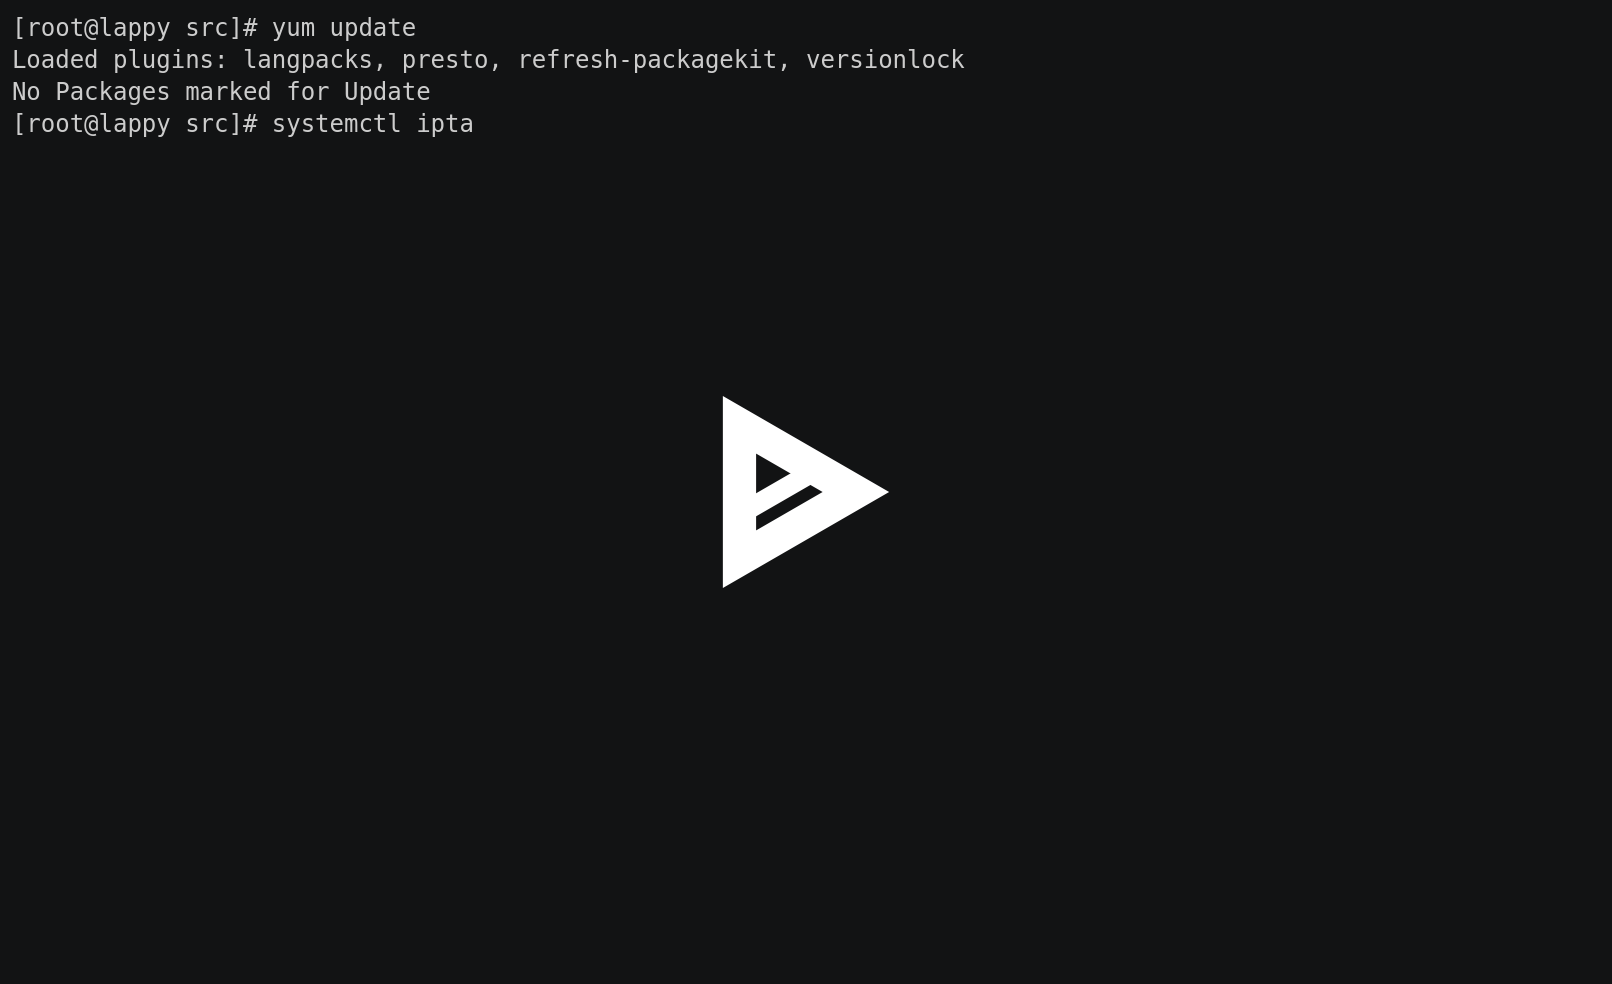 [root@lappy src]# yum update
Loaded plugins: langpacks, presto, refresh-packagekit, versionlock
No Packages marked for Update
[root@lappy src]# systemctl ipta